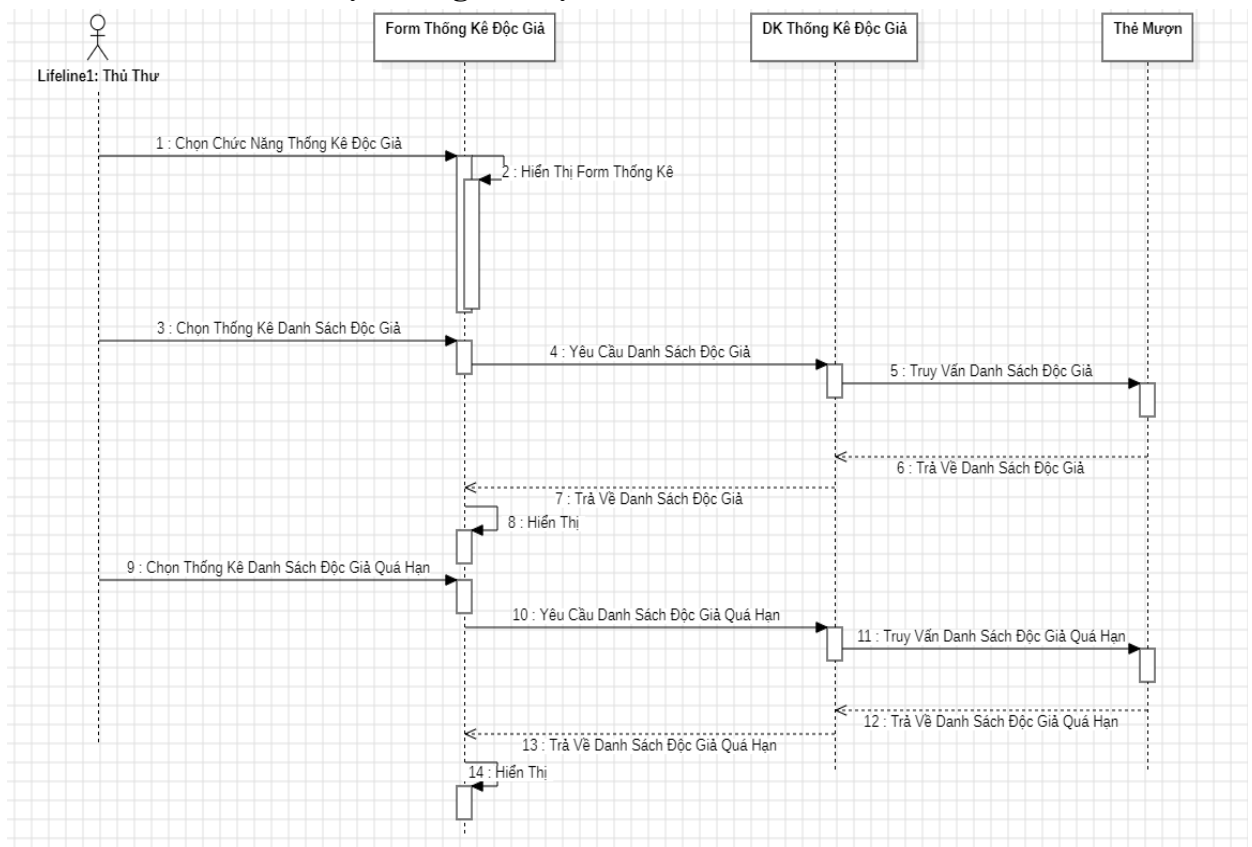 Form Thống Kê Độc Giả
DK Thống Kê Độc Giả
Thẻ Mượn
Lifeline1: Thủ Thư
1 : Chọn Chức Năng Thống Kê Độc Giả
2 : Hiển Thị Form Thống Kê
3 : Chọn Thống Kê Danh Sách Độc Giả
4 : Yêu Cầu Danh Sách Độc Giả
5 : Truy Vấn Danh Sách Độc Giả
6 : Trả Về Danh Sách Độc Giả
7 : Trả Về Danh Sách Độc Giả
8 : Hiển Thị
9 : Chọn Thống Kê Danh Sách Độc Giả Quá Hạn
10 : Yêu Cầu Danh Sách Độc Giả Quá Hạn
11 : Truy Vấn Danh Sách Độc Giả Quá Hạn
12 : Trả Về Danh Sách Độc Giả Quá Hạn
13 : Trả Về Danh Sách Độc Giả Quá Hạn
14 : Hiển Thị